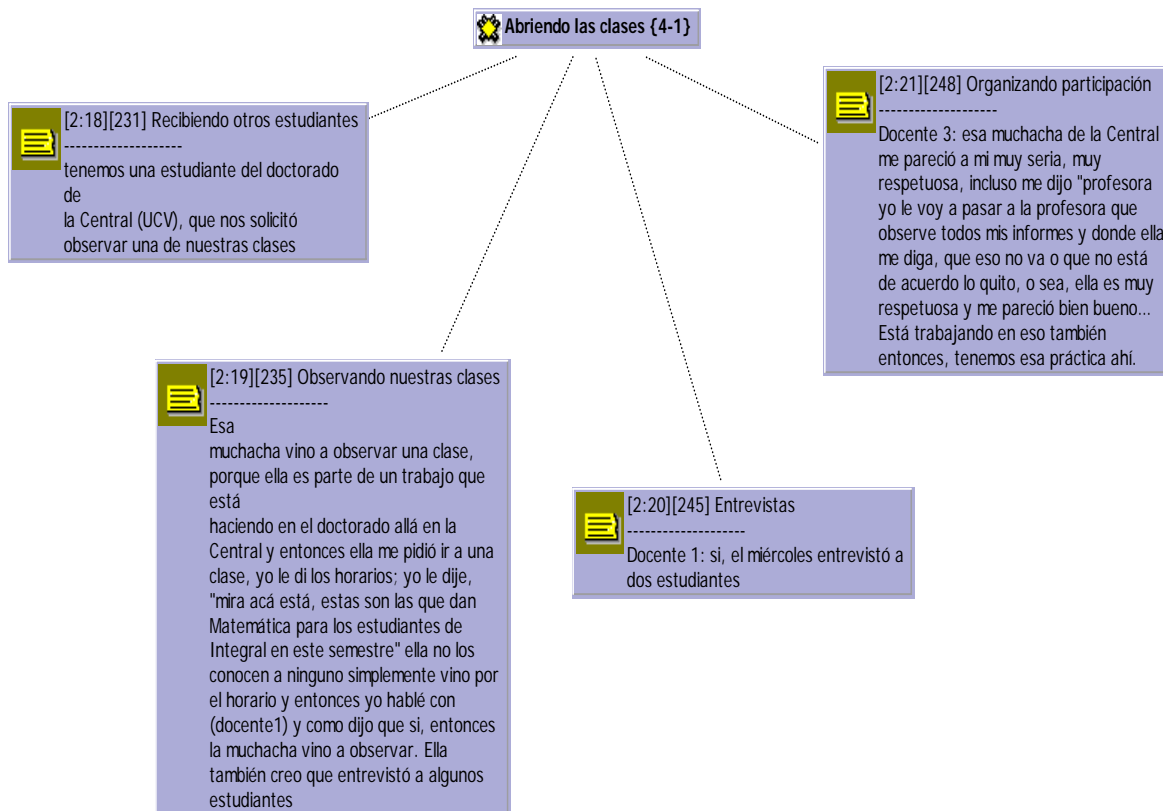 Abriendo las clases {4-1}
[2:18][231] Recibiendo otros estudiantes
--------------------
tenemos una estudiante del doctorado
de
la Central (UCV), que nos solicitó
observar una de nuestras clases
[2:21][248] Organizando participación
--------------------
Docente 3: esa muchacha de la Central
me pareció a mi muy seria, muy
respetuosa, incluso me dijo "profesora
yo le voy a pasar a la profesora que
observe todos mis informes y donde ella
me diga, que eso no va o que no está
de acuerdo lo quito, o sea, ella es muy
respetuosa y me pareció bien bueno...
Está trabajando en eso también
entonces, tenemos esa práctica ahí.
[2:19][235] Observando nuestras clases
--------------------
Esa
muchacha vino a observar una clase,
porque ella es parte de un trabajo que
está
haciendo en el doctorado allá en la
Central y entonces ella me pidió ir a una
clase, yo le di los horarios; yo le dije,
"mira acá está, estas son las que dan
Matemática para los estudiantes de
Integral en este semestre" ella no los
conocen a ninguno simplemente vino por
el horario y entonces yo hablé con
(docente1) y como dijo que si, entonces
la muchacha vino a observar. Ella
también creo que entrevistó a algunos
estudiantes
[2:20][245] Entrevistas
--------------------
Docente 1: si, el miércoles entrevistó a
dos estudiantes